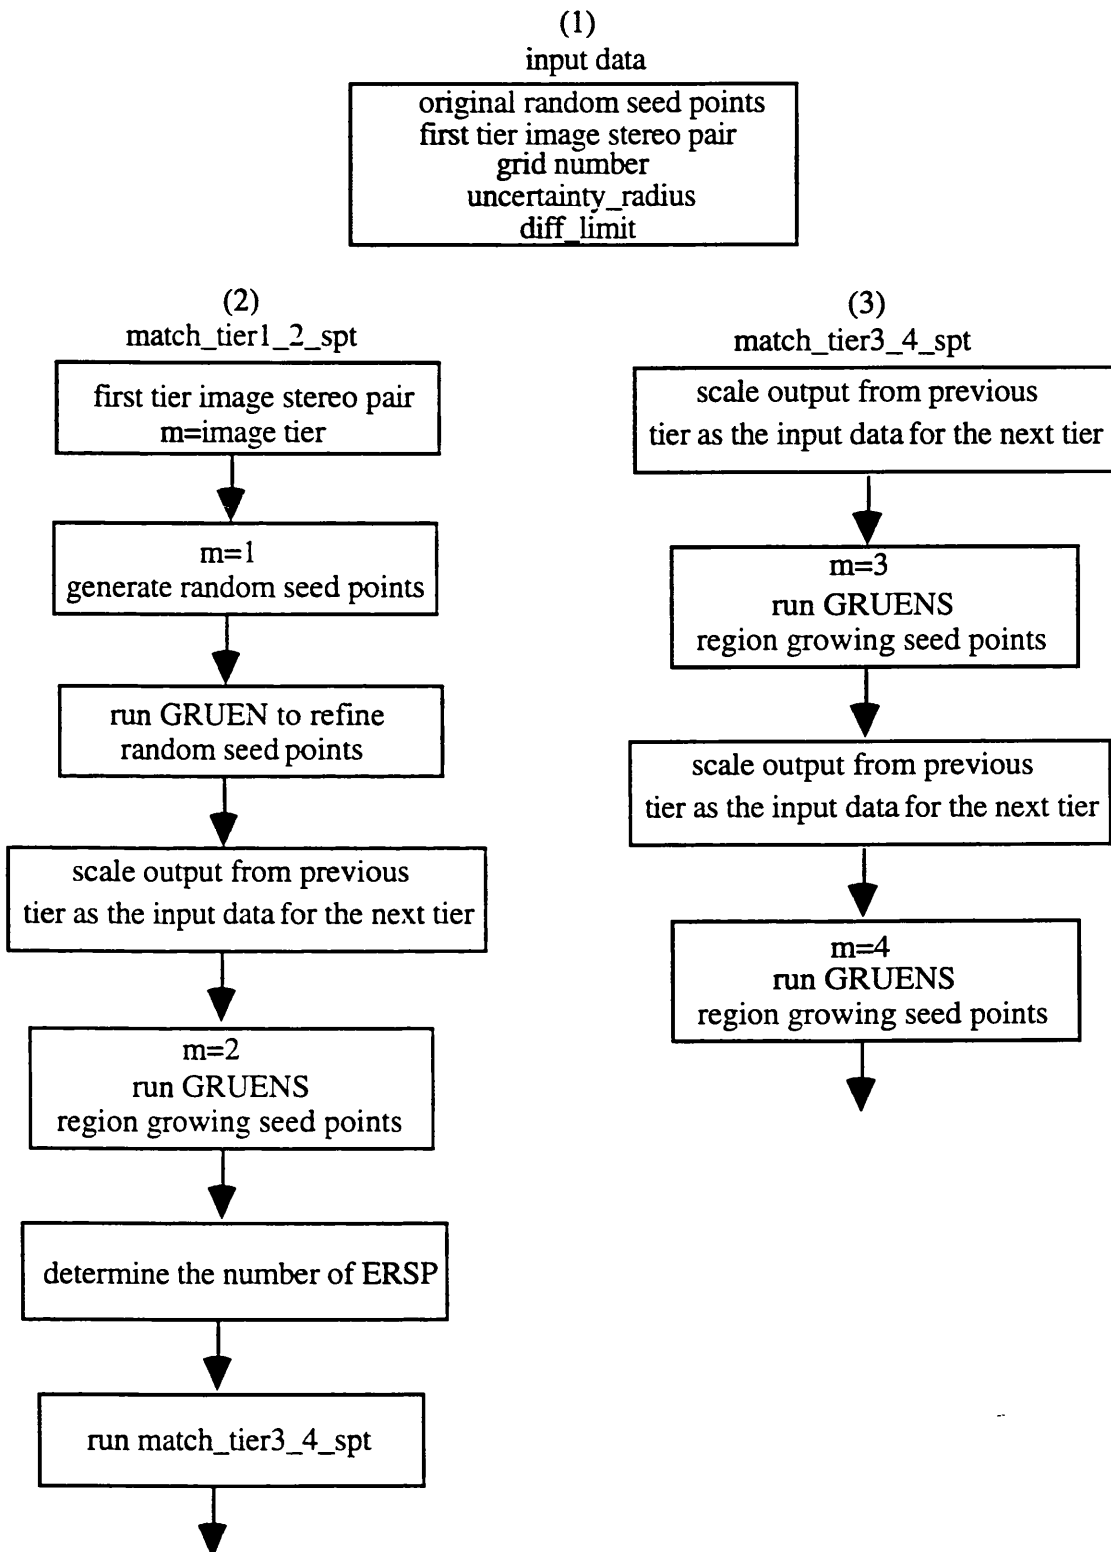 (1)
input data
original random seed points
first tier image stereo pair
grid number
uncertainty_radius
diff_limit
(2)
match_tier1_2_spt
first tier image stereo pair
m=image tier
m=1
generate random seed points
run GRUEN to refine
random seed points
scale output from previous
tier as the input data for the next tier
m=2
run GRUENS
region growing seed points
determine the number of ERSP
run match_tier3_4_spt
(3)
match_tier3_4_spt
scale output from previous
tier as the input data for the next tier
m=3
run GRUENS
region growing seed points
scale output from previous
tier as the input data for the next tier
m=4
run GRUENS
region growing seed points